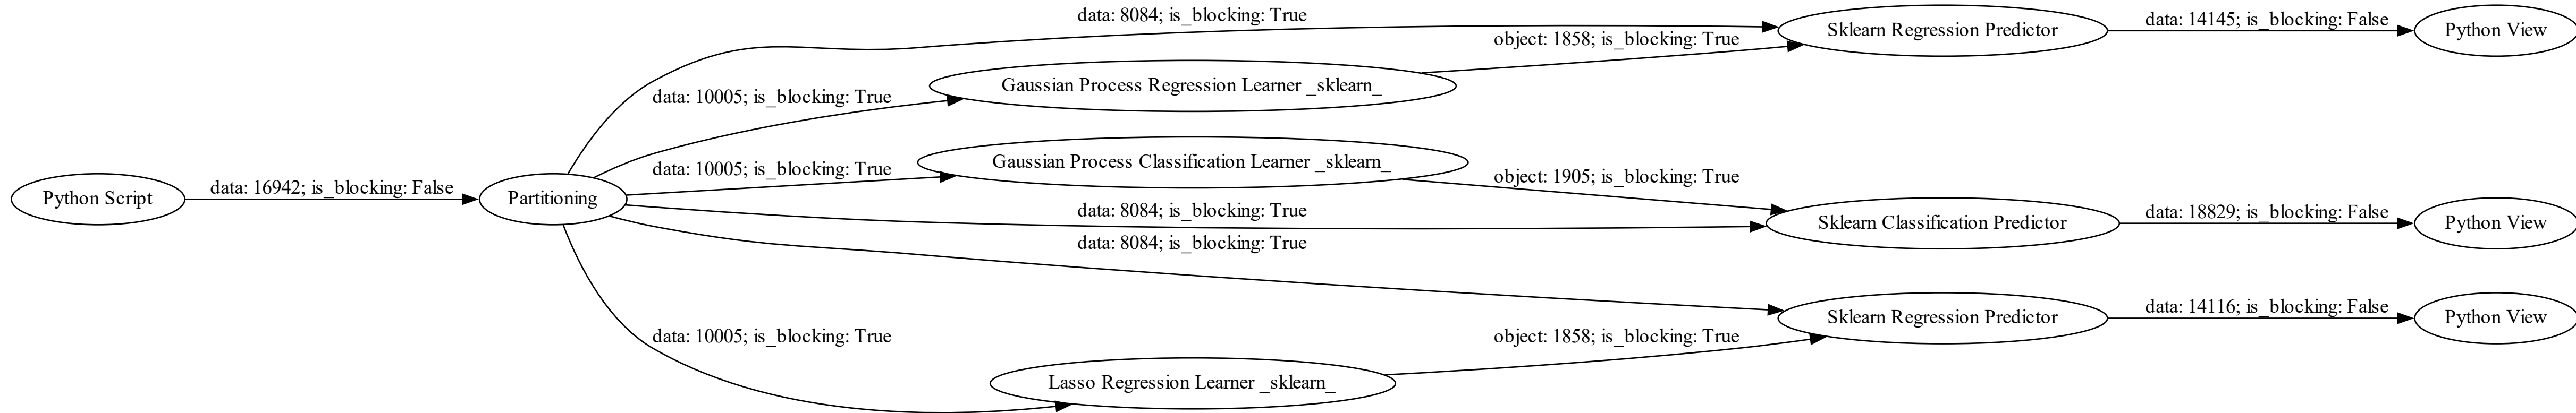 data: 8084; is_blocking: True
data: 14145; is_blocking: False
Sklearn Regression Predictor
Python View
object: 1858; is_blocking: True
Gaussian Process Regression Learner _sklearn_
data: 10005; is_blocking: True
Gaussian Process Classification Learner _sklearn_
data: 10005; is_blocking: True
object: 1905; is_blocking: True
Python Script
data: 16942; is_blocking: False
Partitioning
data: 8084; is_blocking: True
Sklearn Classification Predictor
data: 18829; is_blocking: False
Python View
data: 8084; is_blocking: True
Sklearn Regression Predictor
data: 14116; is_blocking: False
Python View
data: 10005; is_blocking: True
object: 1858; is_blocking: True
Lasso Regression Learner _sklearn_